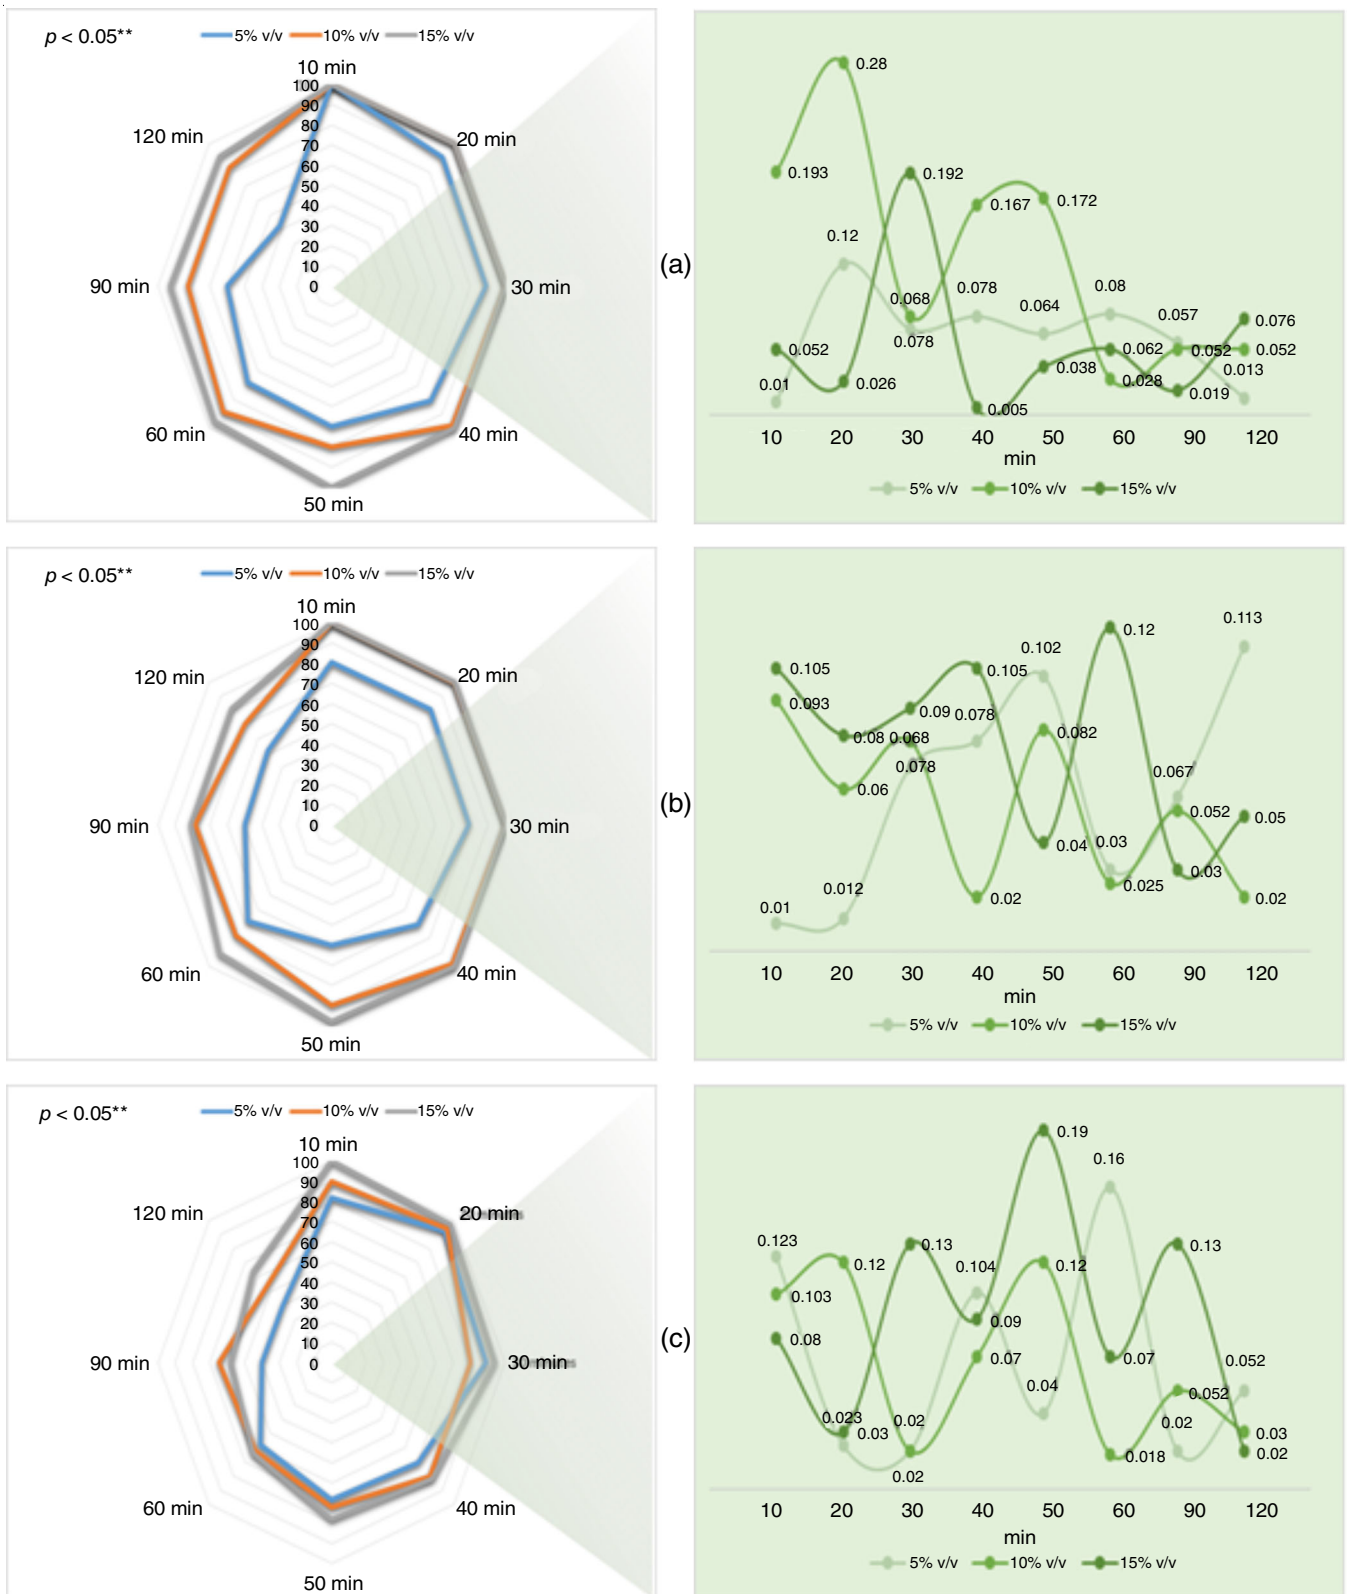 p < 0.05** 5% v/v 10% v/v 15% v/v
10 min
100
90
80
70
60
50
40
30
20
10
0
20 min
30 min
40 min
50 min
60 min
90 min
120 min
(a)
0.28
0.193
0.192
0.167
0.172
0.12
0.078
0.08
0.068
0.064
0.057
0.078
0.076
0.052
0.062
0.052
0.052
0.038
0.013
0.01
0.026
0.028
0.019
0.005
10 20 30 40 50 60 90 120
min
5% v/v 10% v/v 15% v/v
p < 0.05** 5% v/v 10% v/v 15% v/v
10 min
100
90
80
70
60
50
40
30
20
10
0
20 min
30 min
40 min
50 min
60 min
90 min
120 min
(b)
0.113
0.12
0.102
0.105
0.105
0.093
0.09
0.078
0.08
0.068
0.082
0.078
0.067
0.06
0.052
0.05
0.04
0.03
0.03
0.025
0.02
0.02
0.012
0.01
10 20 30 40 50 60 90 120
min
5% v/v 10% v/v 15% v/v
p < 0.05** 5% v/v 10% v/v 15% v/v
10 min
100
90
80
70
60
50
40
30
20
10
0
20 min
30 min
40 min
50 min
60 min
90 min
120 min
(c)
0.19
0.16
0.123
0.13
0.13
0.12
0.104
0.12
0.103
0.09
0.08
0.07
0.07
0.052
0.04
0.052
0.023
0.03
0.02
0.02
0.03
0.018
0.02
0.02
10 20 30 40 50 60 90 120
min
5% v/v 10% v/v 15% v/v